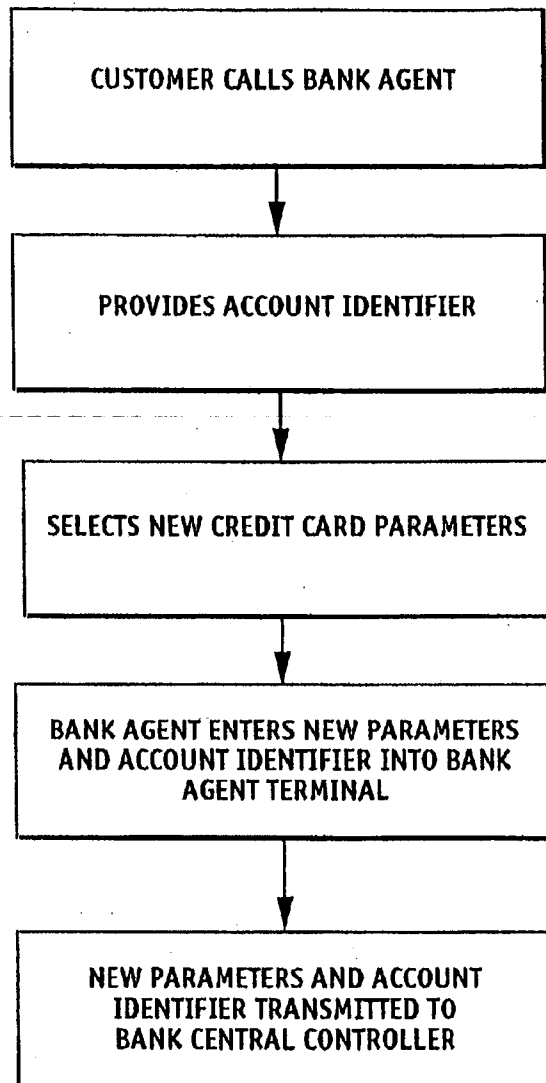 CUSTOMER CALLS BANK AGENT
PROVIDES ACCOUNT IDENTIFIER
SELECTS NEW CREDIT CARD PARAMETERS
BANK AGENT ENTERS NEW PARAMETERS
AND ACCOUNT IDENTIFIER INTO BANK
AGENT TERMINAL
NEW PARAMETERS AND ACCOUNT
IDENTIFIER TRANSMITTED TO
BANK CENTRAL CONTROLLER